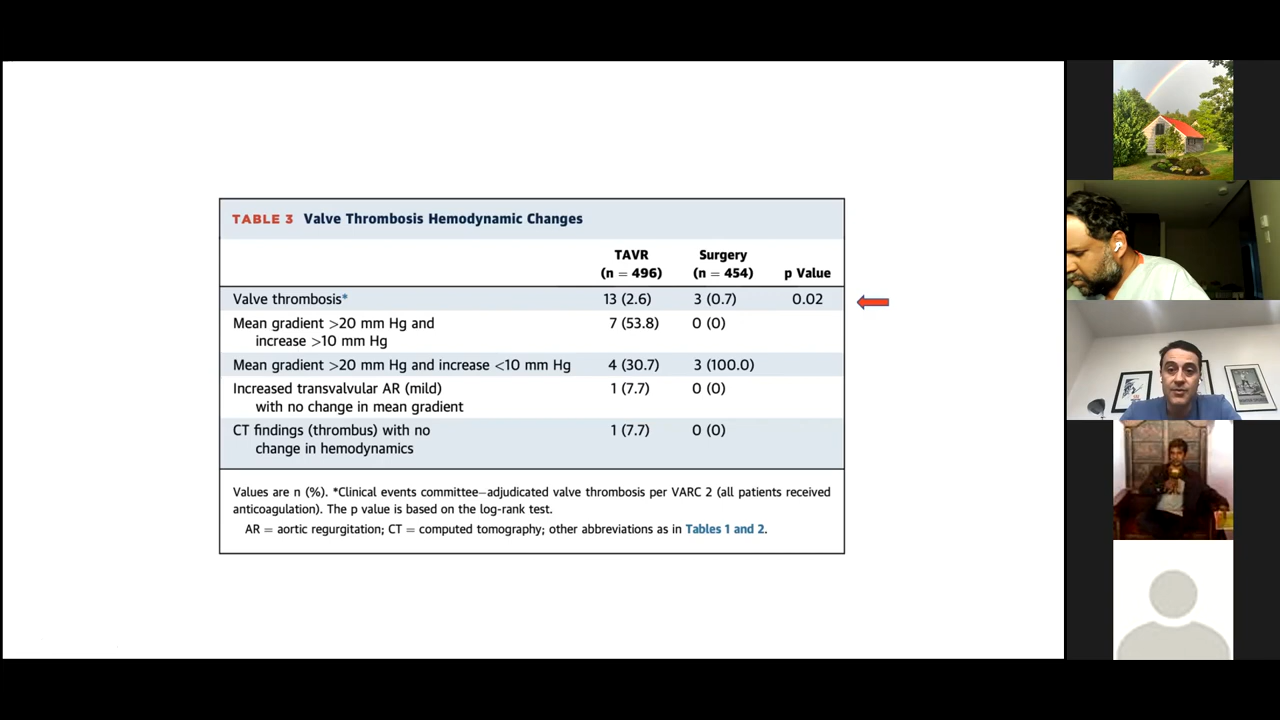 TABLE 3 Valve Thrombosis Hemodynamic Changes
TAVR Surgery
(n = 496) (n = 454) p Value
Valve thrombosis* 13 (2.6) 3 (0.7) 0.02
Mean gradient >20 mm Hg and 7 (53.8) 0 (0)
increase >10 mm Hg
Mean gradient >20 mm Hg and increase <10 mm Hg 4 (30.7) 3 (100.0)
Increased transvalvular AR (mild) 1 (7.7) 0 (0)
with no change in mean gradient
CT findings (thrombus) with no 1 (7.7) 0 (0)
change in hemodynamics
Values are n (%). *Clinical events committee–adjudicated valve thrombosis per VARC 2 (all patients received
anticoagulation). The p value is based on the log-rank test.
AR = aortic regurgitation; CT = computed tomography; other abbreviations as in Tables 1 and 2.